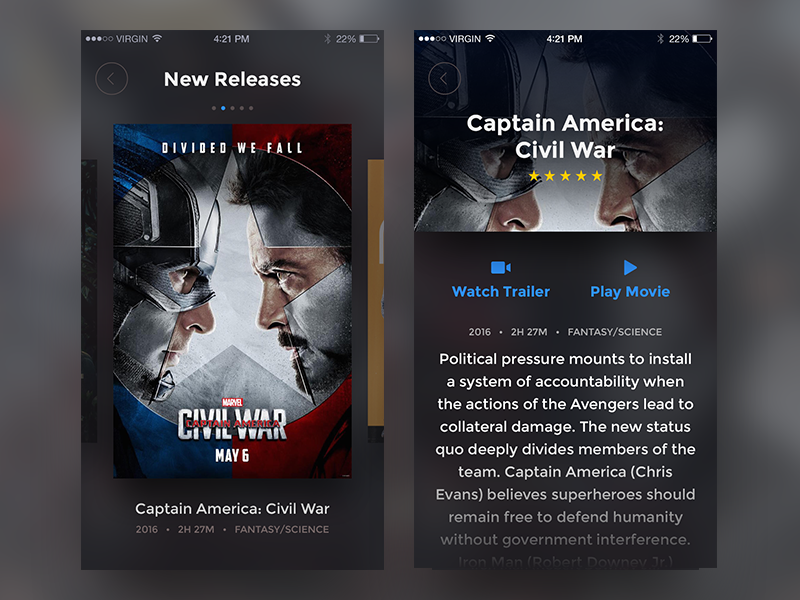 VIRGIN 4:21 PM 22%
New Releases
DIVIDED WE FALL
MARVEL
CIVIL WAR
CAPTAIN AMERICA
MAY 6
Captain America: Civil War
2016 • 2H 27M • FANTASY/SCIENCE
VIRGIN 4:21 PM 22%
Captain America:
Civil War
Watch Trailer Play Movie
2016 • 2H 27M • FANTASY/SCIENCE
Political pressure mounts to install
a system of accountability when
the actions of the Avengers lead to
collateral damage. The new status
quo deeply divides members of the
team. Captain America (Chris
Evans) believes superheroes should
remain free to defend humanity
without government interference.
Iron Man (Robert Downey Jr.)